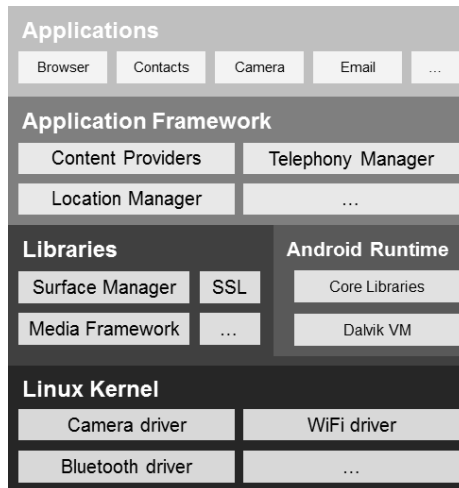 Applications
Browser Contacts Camera Email ...
Application Framework
Content Providers Telephony Manager
Location Manager ...
Libraries Android Runtime
Surface Manager SSL Core Libraries
Media Framework ... Dalvik VM
Linux Kernel
Camera driver WiFi driver
Bluetooth driver ...